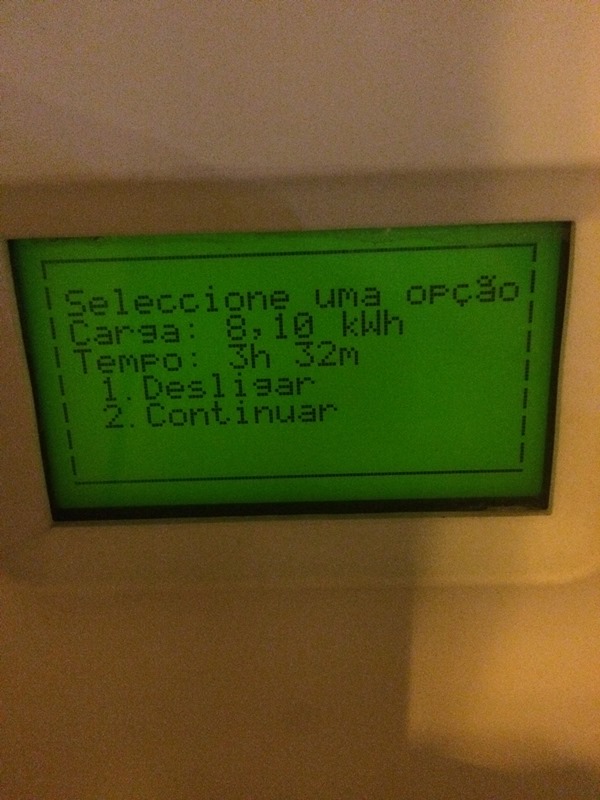 Seleccione uma opção
Carga: 8,10 kWh
Tempo: 3h 32m
1. Desligar
2. Continuar